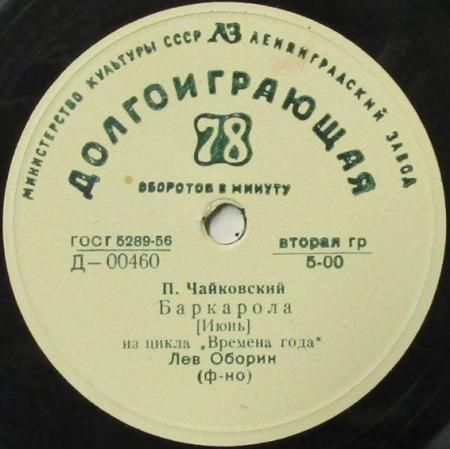 МИНИСТЕРСТВО КУЛЬТУРЫ СССР ЛЗ ЛЕНИНГРАДСКИЙ ЗАВОД
ДОЛГОИГРАЮЩАЯ
78
ОБОРОТОВ В МИНУТУ
ГОСТ 5289-56
Д—00460
вторая гр
5-00
П. Чайковский
Баркарола
[Июнь]
из цикла „Времена года"
Лев Оборин
(ф-но)